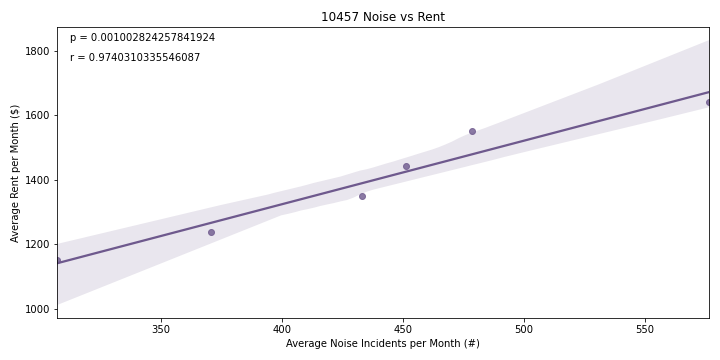 10457 Noise vs Rent
p = 0.001002824257841924
r = 0.9740310335546087
1800
1600
1400
1200
1000
Average Rent per Month ($)
350 400 450 500 550
Average Noise Incidents per Month (#)